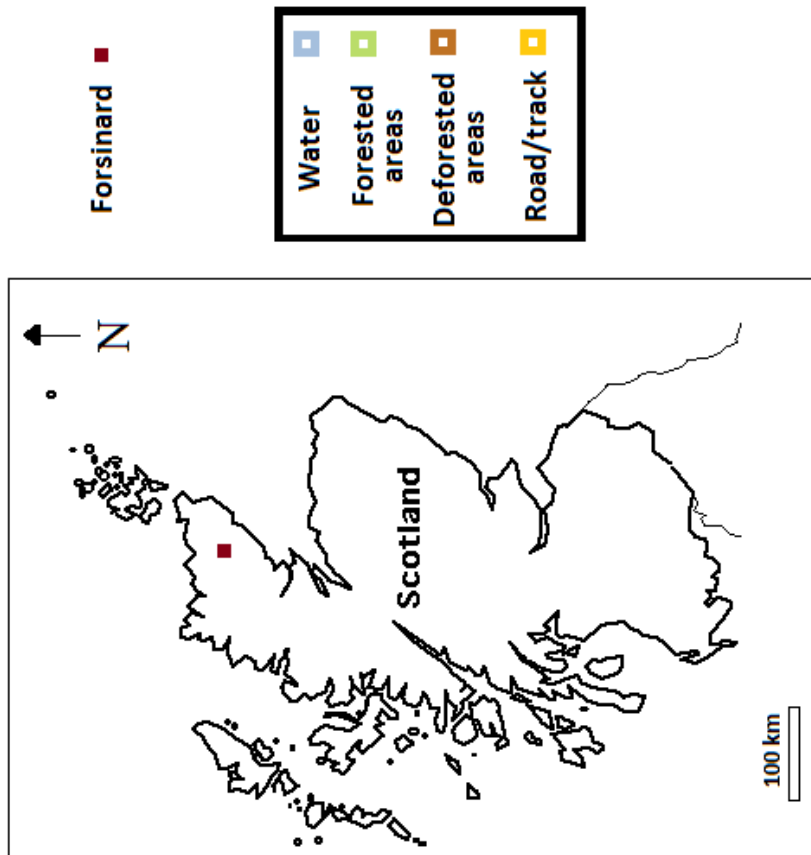 Forsinard
Water
Forested
areas
Deforested
areas
Road/track
N
Scotland
100 km